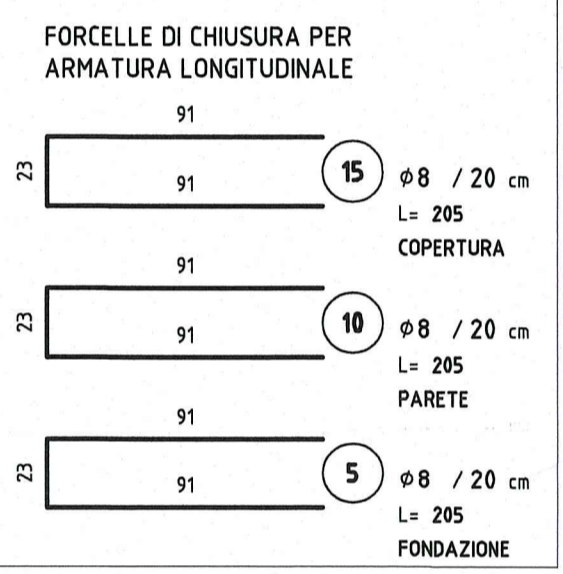 FORCELLE DI CHIUSURA PER
ARMATURA LONGITUDINALE
91
23
91
15
φ8 / 20 cm
L= 205
COPERTURA
91
23
91
10
φ8 / 20 cm
L= 205
PARETE
91
23
91
5
φ8 / 20 cm
L= 205
FONDAZIONE